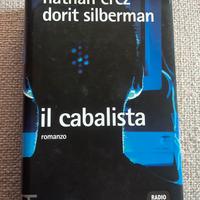 nathan erez
dorit silberman
il cabalista
romanzo
RADIO